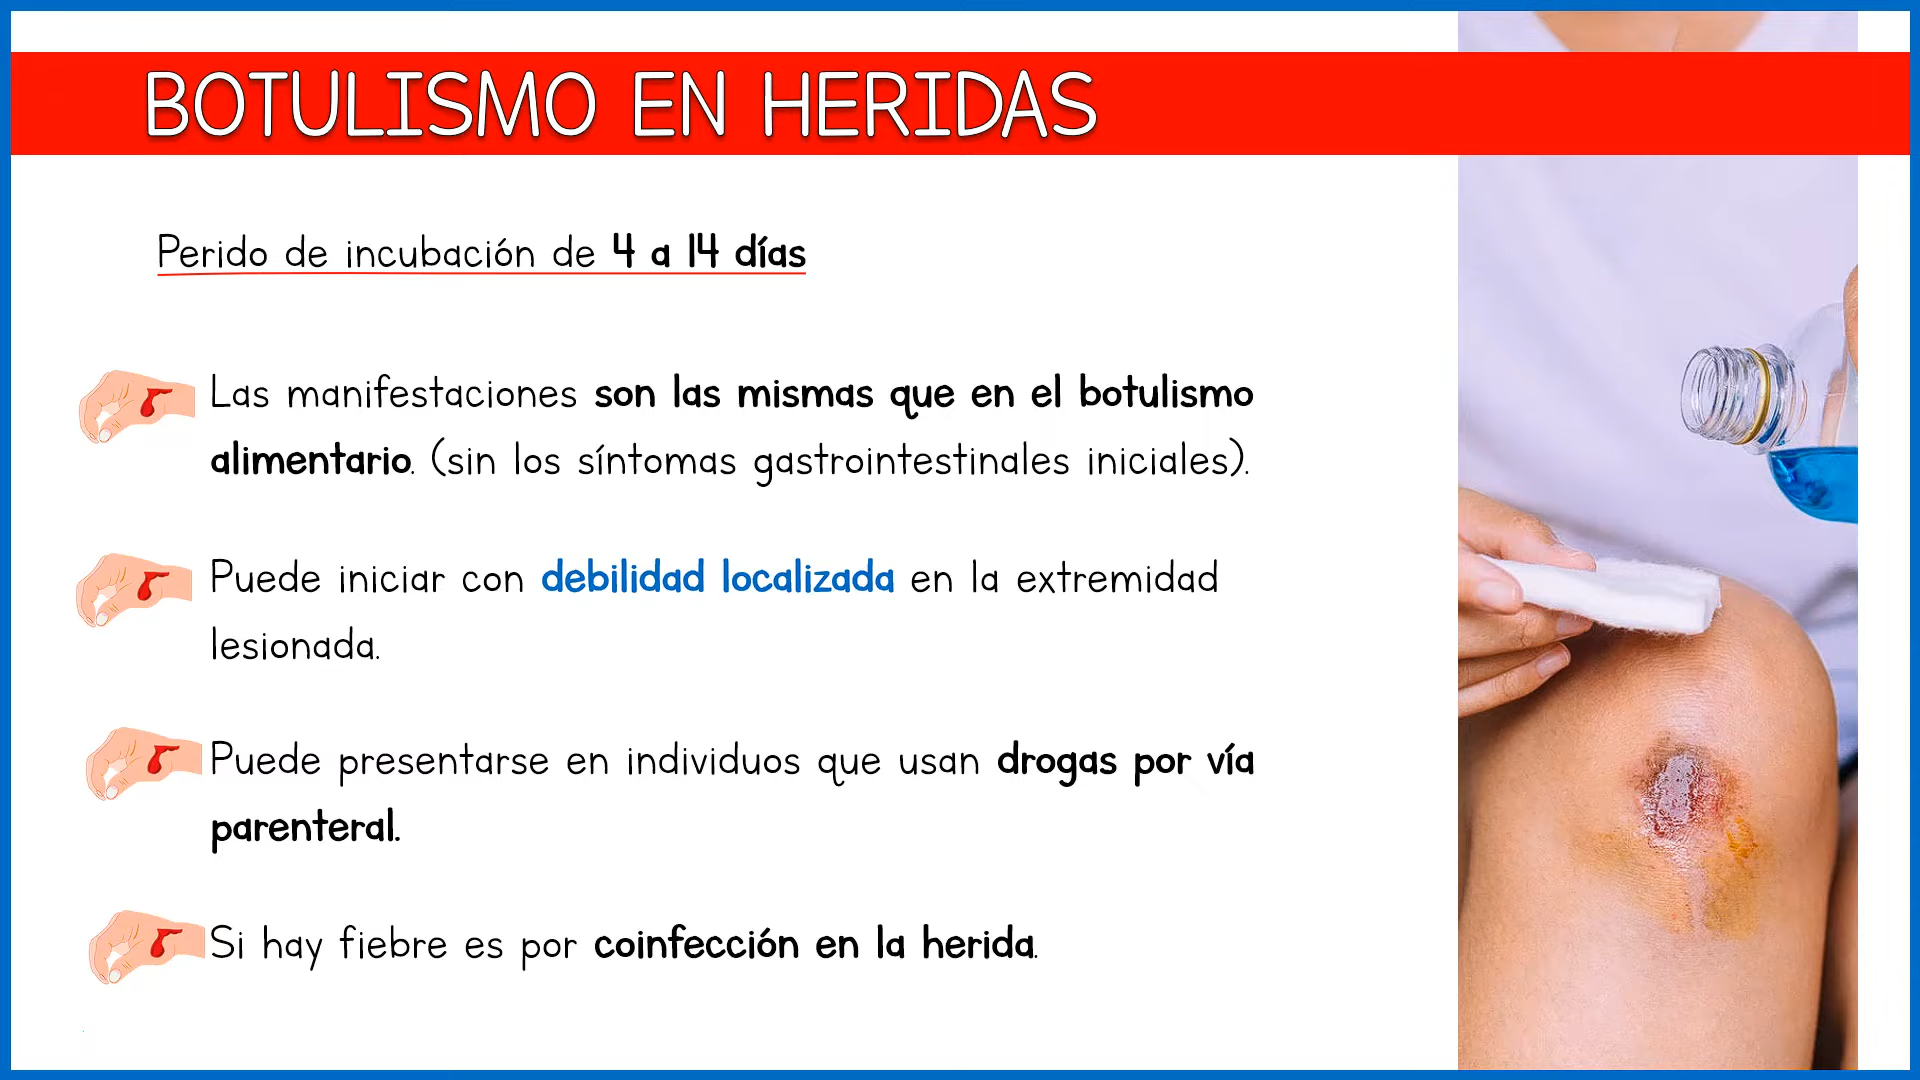 BOTULISMO EN HERIDAS
Perido de incubación de 4 a 14 días
Las manifestaciones son las mismas que en el botulismo
alimentario. (sin los síntomas gastrointestinales iniciales).
Puede iniciar con debilidad localizada en la extremidad
lesionada.
Puede presentarse en individuos que usan drogas por vía
parenteral.
Si hay fiebre es por coinfección en la herida.